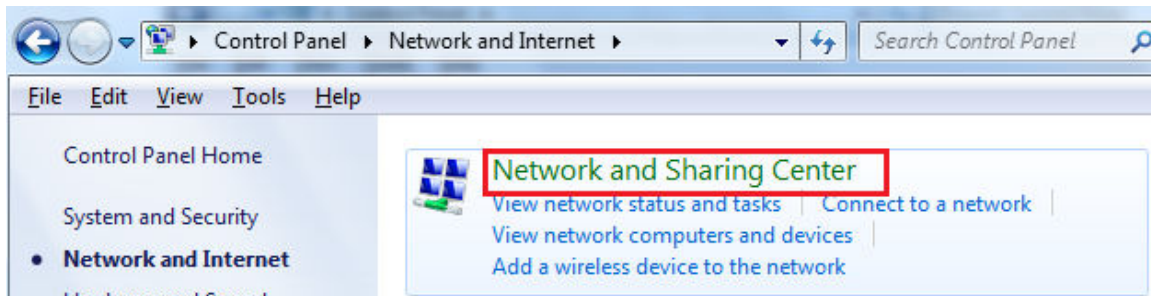 Control Panel Network and Internet Search Control Panel
File Edit View Tools Help
Control Panel Home
System and Security
Network and Internet
Network and Sharing Center
View network status and tasks Connect to a network
View network computers and devices
Add a wireless device to the network